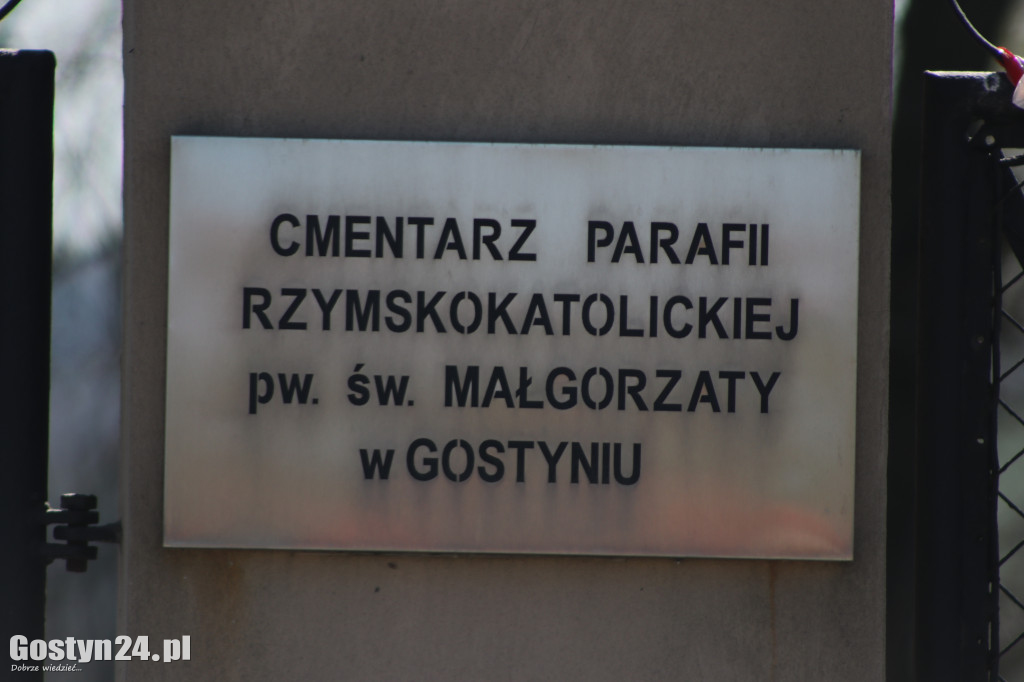 CMENTARZ PARAFII
RZYMSKOKATOLICKIEJ
pw. św. MAŁGORZATY
w GOSTYNIU
Gostyn24.pl
Dobrze wiedzieć...